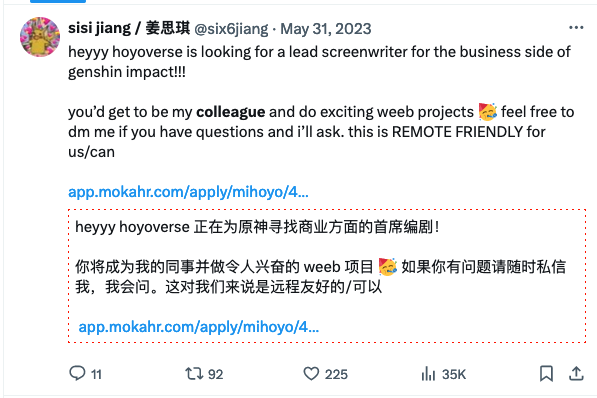 sisi jiang / 姜思琪 @six6jiang · May 31, 2023
heyyy hoyoverse is looking for a lead screenwriter for the business side of
genshin impact!!!
you'd get to be my colleague and do exciting weeb projects 🥳 feel free to
dm me if you have questions and i'll ask. this is REMOTE FRIENDLY for
us/can
app.mokahr.com/apply/mihoyo/4...
heyyy hoyoverse 正在为原神寻找商业方面的首席编剧！
你将成为我的同事并做令人兴奋的 weeb 项目 🥳 如果你有问题请随时私信
我，我会问。这对我们来说是远程友好的/可以
app.mokahr.com/apply/mihoyo/4...
11 92 225 35K